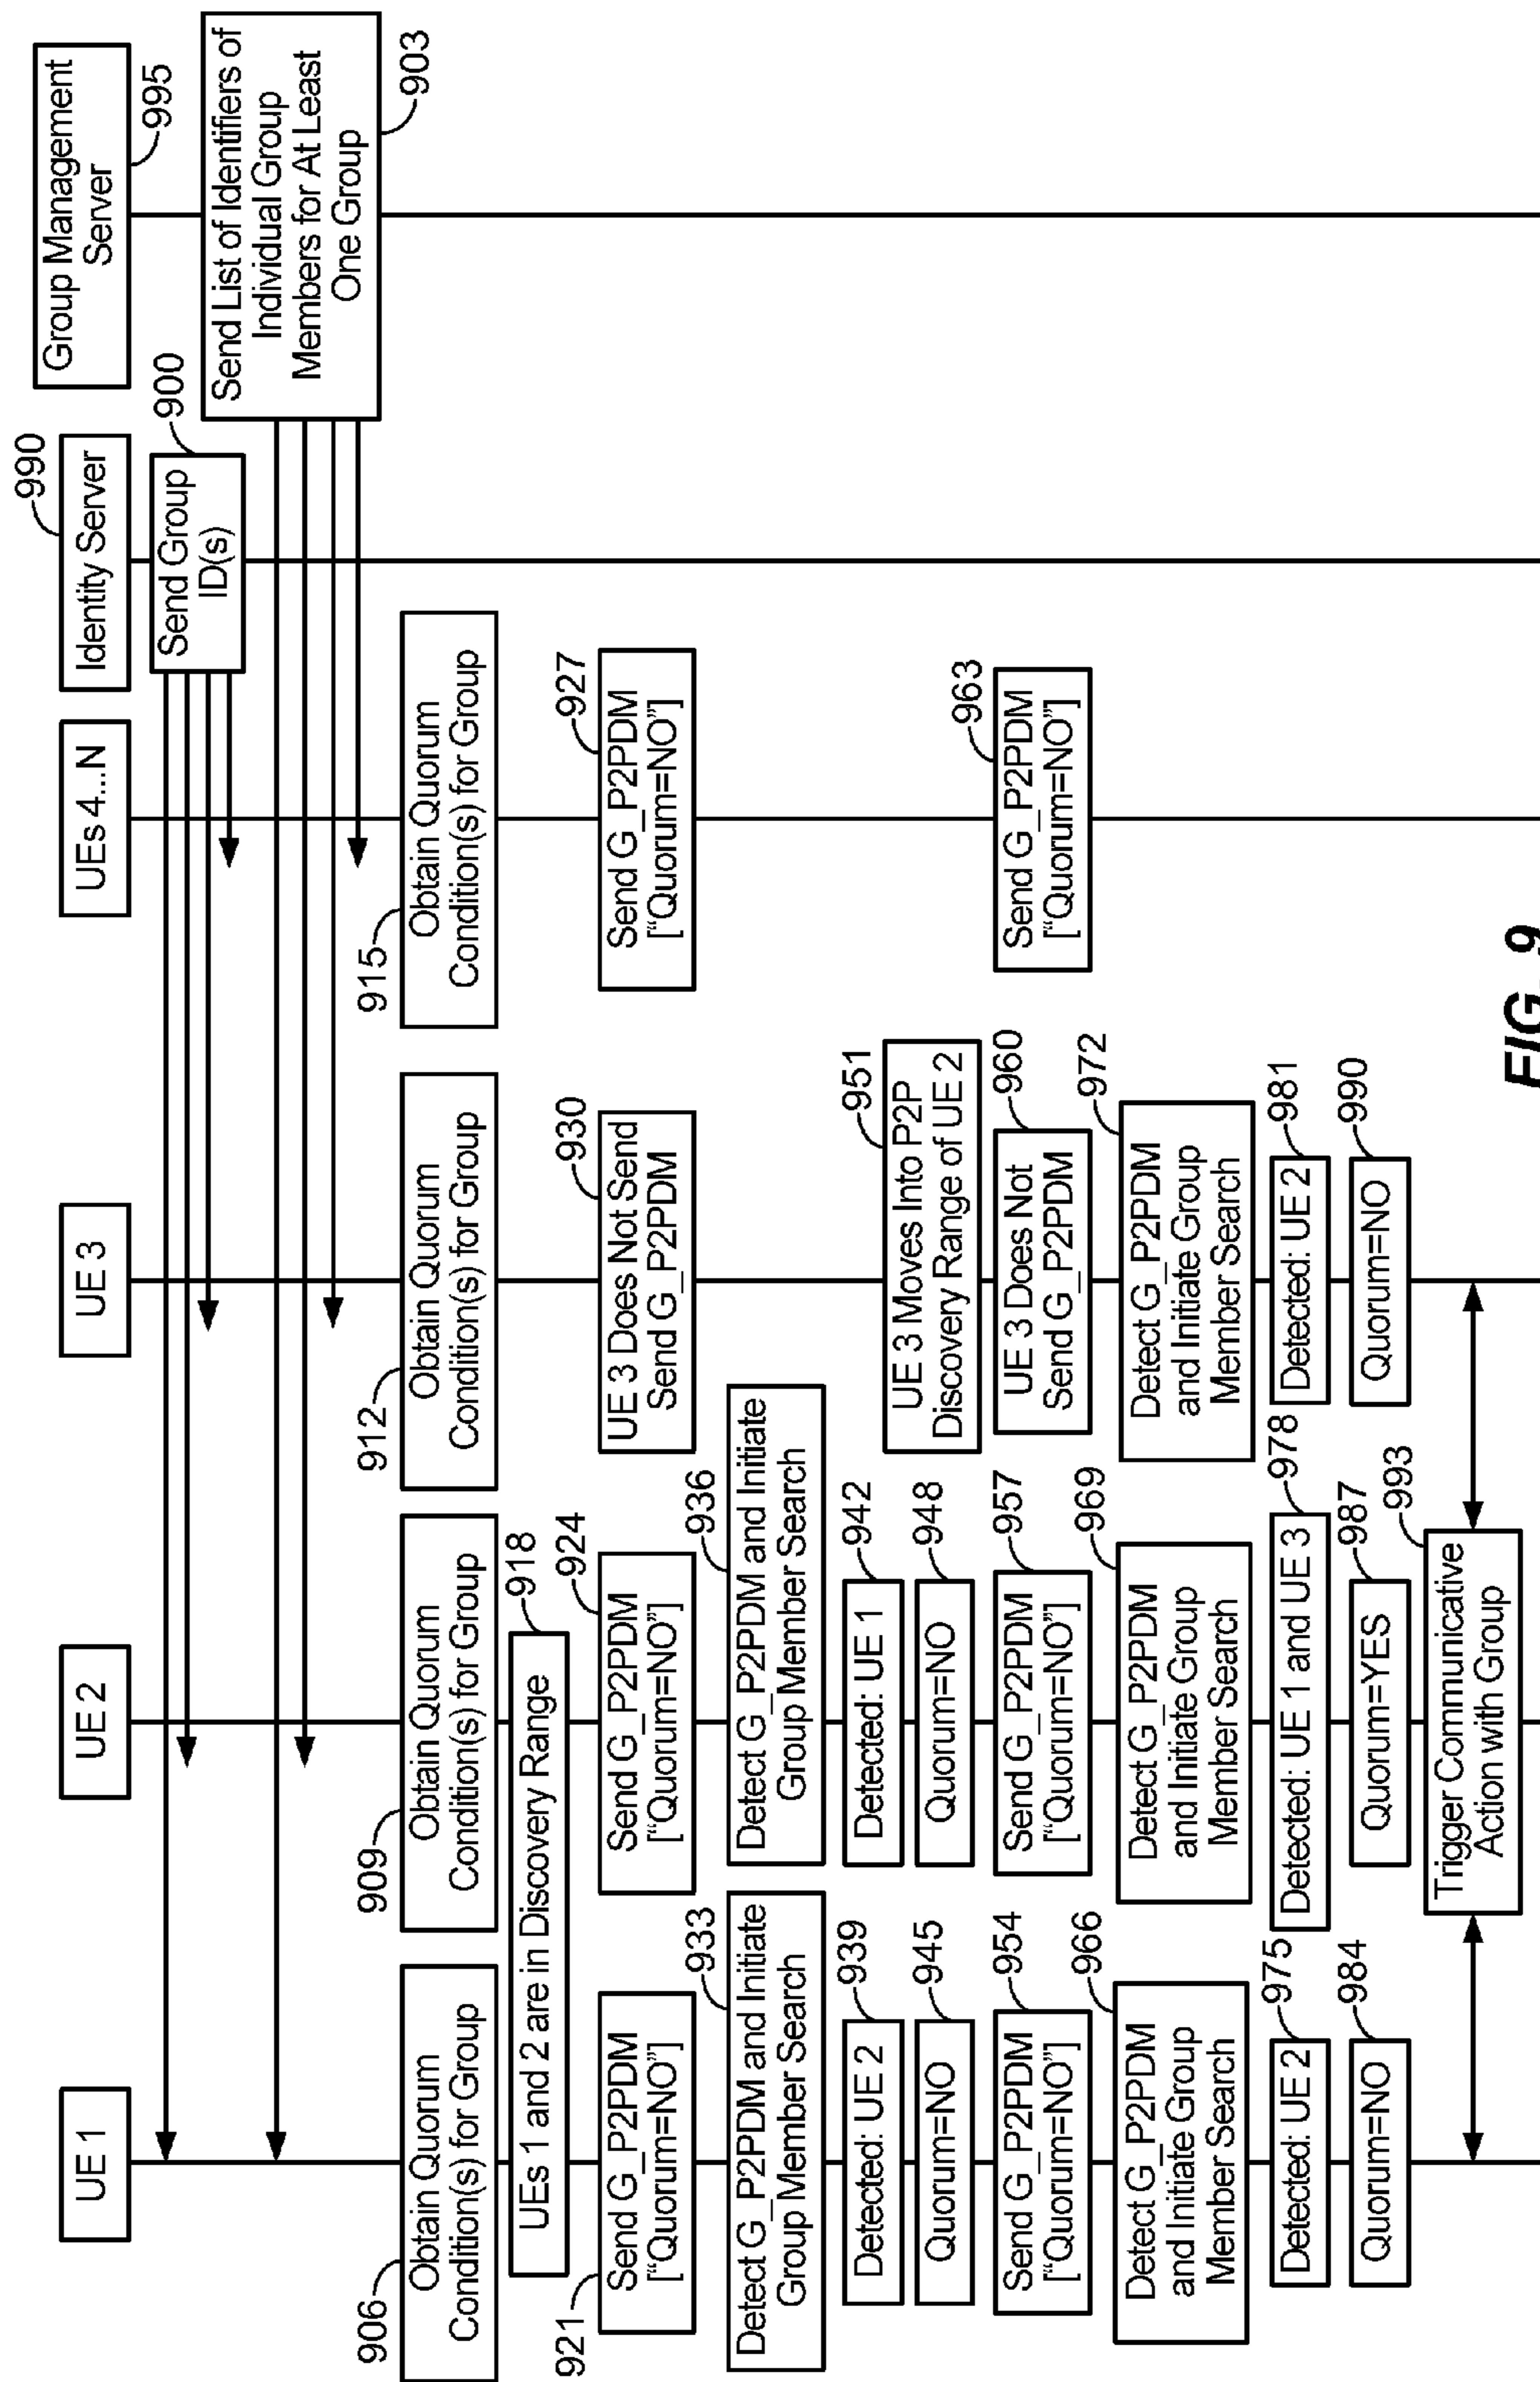 UE 1
UE 2
UE 3
UEs 4...N
Identity Server
990
Group Management
Server
995
Send Group
ID(s)
900
Send List of Identifiers of
Individual Group
Members for At Least
One Group
903
906
Obtain Quorum
Condition(s) for Group
909
Obtain Quorum
Condition(s) for Group
912
Obtain Quorum
Condition(s) for Group
915
Obtain Quorum
Condition(s) for Group
UEs 1 and 2 are in Discovery Range
918
921
Send G_P2PDM
["Quorum=NO”]
924
Send G_P2PDM
["Quorum=NO”]
930
UE 3 Does Not Send
Send G_P2PDM
927
Send G_P2PDM
["Quorum=NO”]
933
Detect G_P2PDM and Initiate
Group Member Search
936
Detect G_P2PDM and Initiate
Group Member Search
939
Detected: UE 2
942
Detected: UE 1
945
Quorum=NO
948
Quorum=NO
951
UE 3 Moves Into P2P
Discovery Range of UE 2
954
Send G_P2PDM
["Quorum=NO”]
957
Send G_P2PDM
["Quorum=NO”]
960
UE 3 Does Not
Send G_P2PDM
963
Send G_P2PDM
["Quorum=NO”]
966
Detect G_P2PDM
and Initiate Group
Member Search
969
Detect G_P2PDM
and Initiate Group
Member Search
972
Detect G_P2PDM
and Initiate Group
Member Search
975
Detected: UE 2
978
Detected: UE 1 and UE 3
981
Detected: UE 2
984
Quorum=NO
987
Quorum=YES
990
Quorum=NO
993
Trigger Communicative
Action with Group
FIG. 9